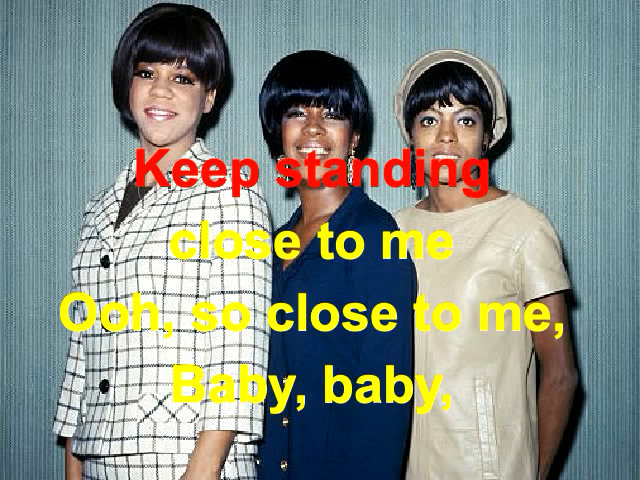 Keep standing
close to me
Ooh, so close to me,
Baby, baby,